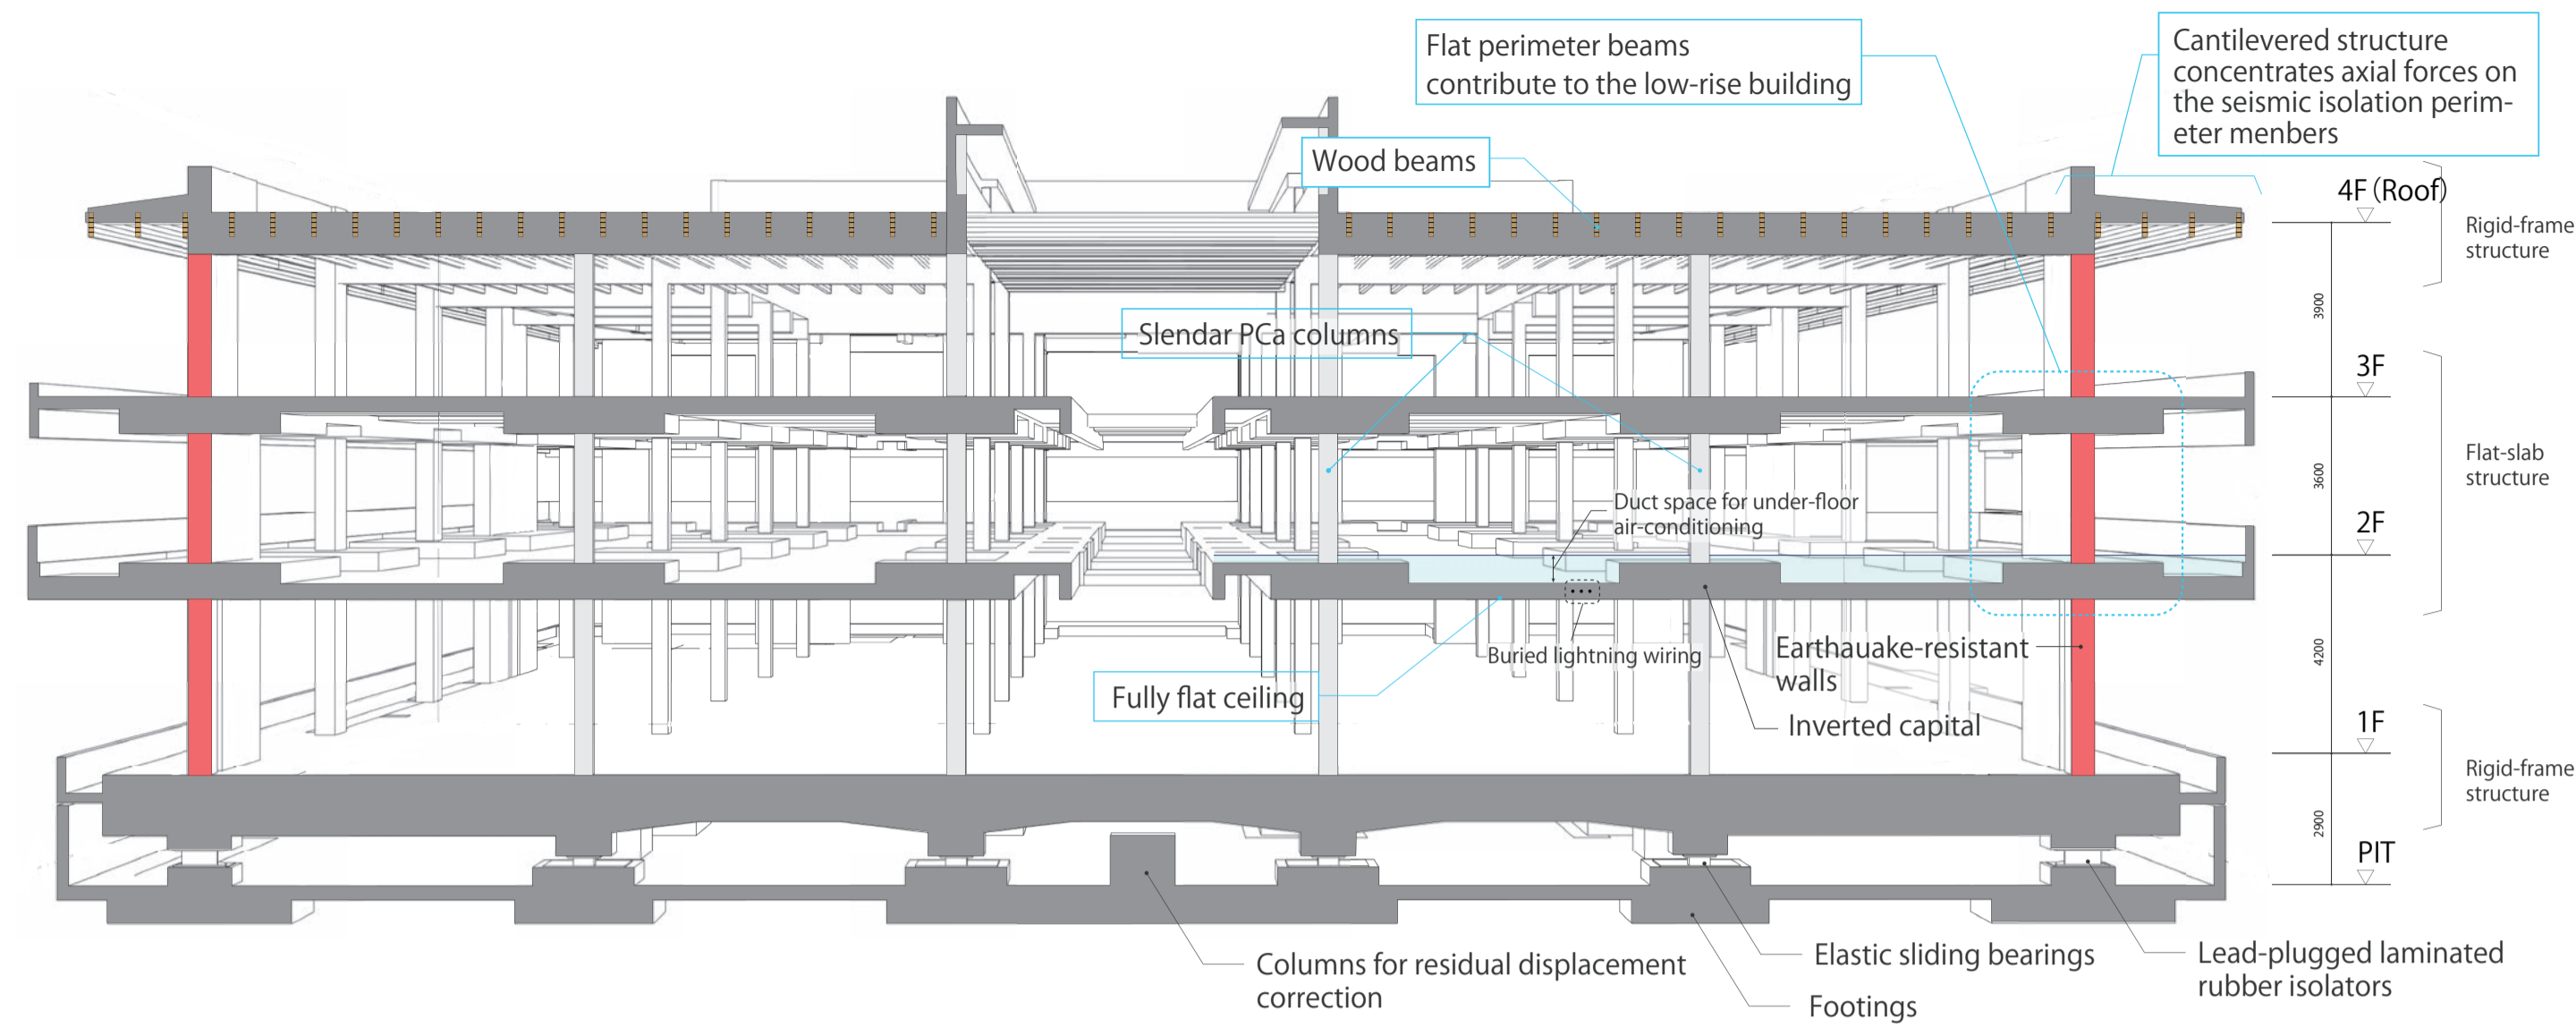 Flat perimeter beams
contribute to the low-rise building
Cantilevered structure
concentrates axial forces on
the seismic isolation perim-
eter menbers
Wood beams
4F (Roof)
Rigid-frame
structure
3900
Slendar PCa columns
3F
Flat-slab
structure
3600
Duct space for under-floor
air-conditioning
2F
Buried lightning wiring
Earthauake-resistant
walls
4200
Fully flat ceiling
Inverted capital
1F
Rigid-frame
structure
2900
PIT
Columns for residual displacement
correction
Elastic sliding bearings
Footings
Lead-plugged laminated
rubber isolators